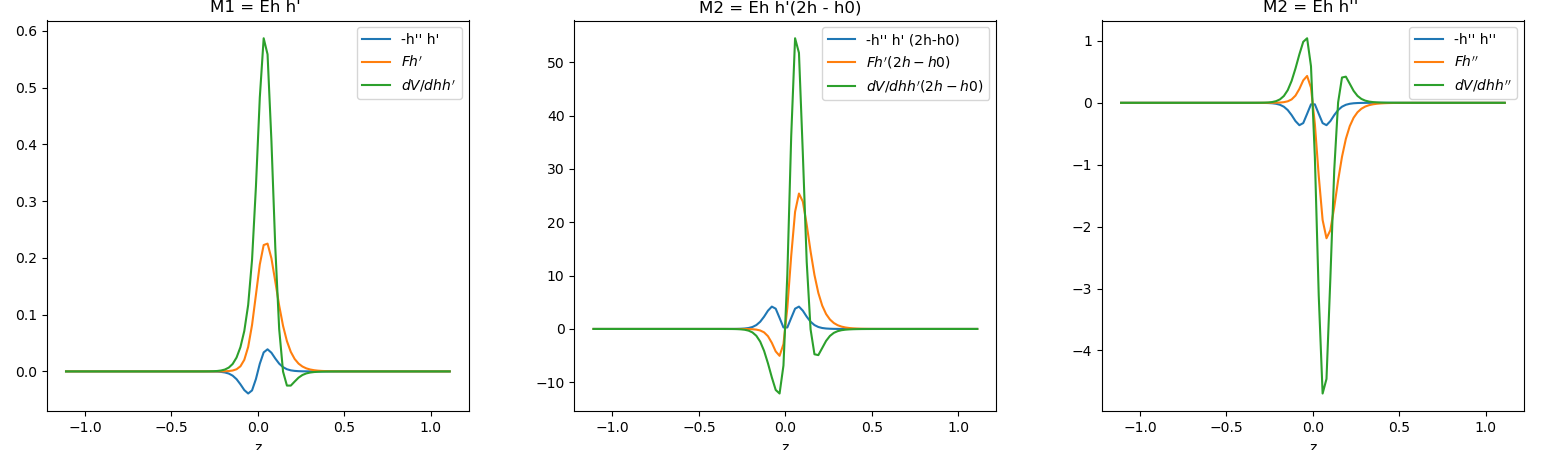 M1 = Eh h'
-h'' h'
Fh′
dV/dhh′
0.6
0.5
0.4
0.3
0.2
0.1
0.0
−1.0 −0.5 0.0 0.5 1.0
z
M2 = Eh h'(2h - h0)
-h'' h' (2h-h0)
Fh′(2h − h0)
dV/dhh′(2h − h0)
50
40
30
20
10
0
−10
−1.0 −0.5 0.0 0.5 1.0
z
M2 = Eh h''
-h'' h''
Fh′′
dV/dhh′′
1
0
−1
−2
−3
−4
−1.0 −0.5 0.0 0.5 1.0
z